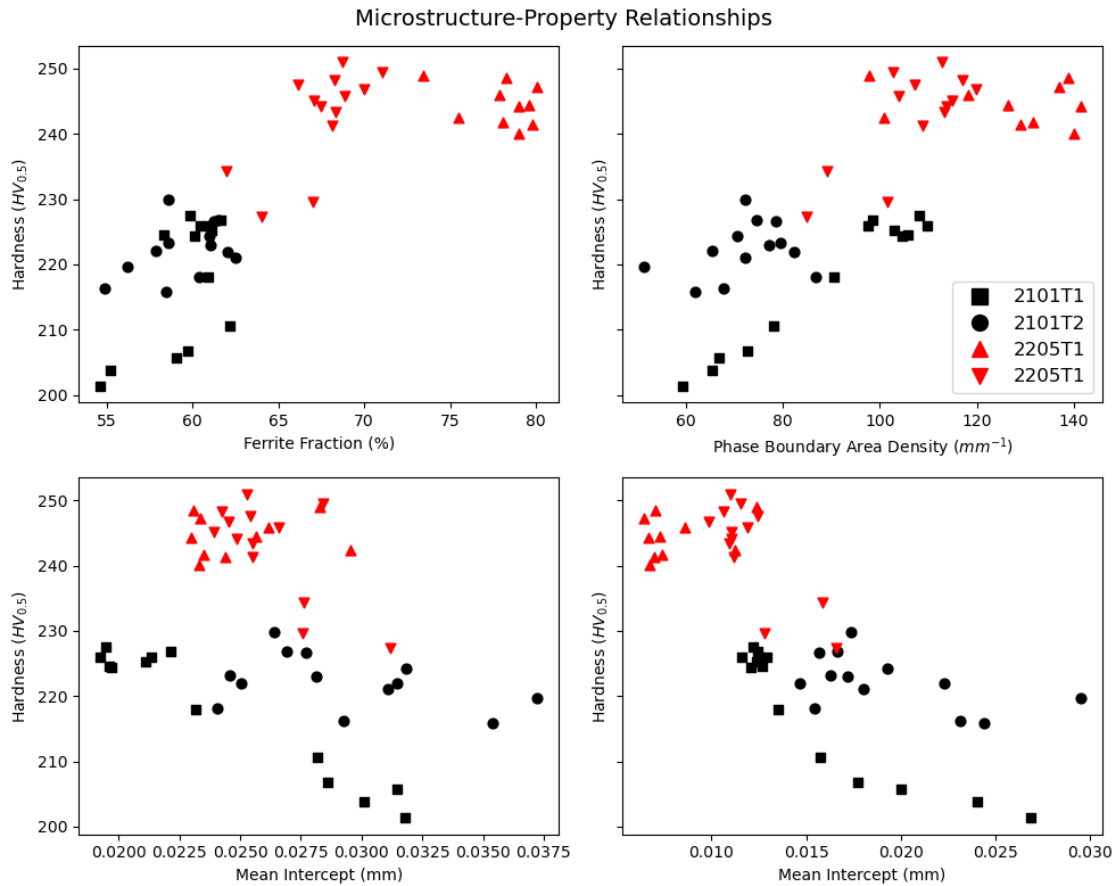 Microstructure-Property Relationships
Hardness (HV0.5)
250
240
230
220
210
200
55
60
65
70
75
80
Ferrite Fraction (%)
Hardness (HV0.5)
2101T1
2101T2
2205T1
2205T1
60
80
100
120
140
Phase Boundary Area Density (mm⁻¹)
Hardness (HV0.5)
250
240
230
220
210
200
0.0200
0.0225
0.0250
0.0275
0.0300
0.0325
0.0350
0.0375
Mean Intercept (mm)
Hardness (HV0.5)
0.010
0.015
0.020
0.025
0.030
Mean Intercept (mm)